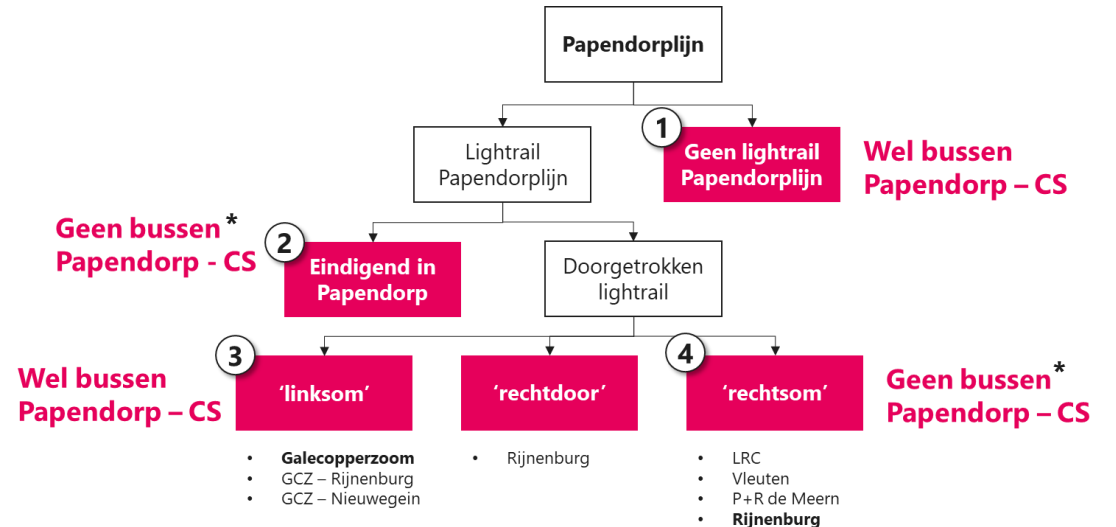 Papendorplijn
1
Geen lightrail
Papendorplijn
Wel bussen
Papendorp – CS
Lightrail
Papendorplijn
Geen bussen*
Papendorp - CS
2
Eindigend in
Papendorp
Doorgetrokken
lightrail
3
‘linksom’
Wel bussen
Papendorp – CS
‘rechtdoor’
4
‘rechtsom’
Geen bussen*
Papendorp – CS
• Galecopperzoom
• GCZ – Rijnenburg
• GCZ – Nieuwegein
• Rijnenburg
• LRC
• Vleuten
• P+R de Meern
• Rijnenburg